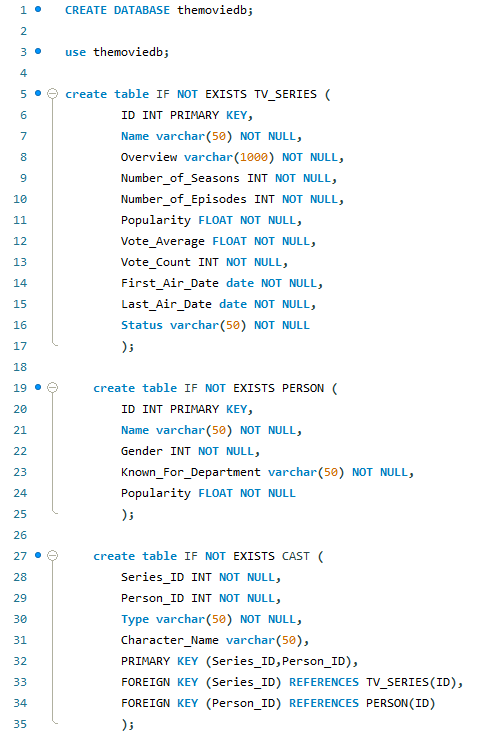 1 CREATE DATABASE themoviedb;
2
3 use themoviedb;
4
5 create table IF NOT EXISTS TV_SERIES (
6 ID INT PRIMARY KEY,
7 Name varchar(50) NOT NULL,
8 Overview varchar(1000) NOT NULL,
9 Number_of_Seasons INT NOT NULL,
10 Number_of_Episodes INT NOT NULL,
11 Popularity FLOAT NOT NULL,
12 Vote_Average FLOAT NOT NULL,
13 Vote_Count INT NOT NULL,
14 First_Air_Date date NOT NULL,
15 Last_Air_Date date NOT NULL,
16 Status varchar(50) NOT NULL
17 );
18
19 create table IF NOT EXISTS PERSON (
20 ID INT PRIMARY KEY,
21 Name varchar(50) NOT NULL,
22 Gender INT NOT NULL,
23 Known_For_Department varchar(50) NOT NULL,
24 Popularity FLOAT NOT NULL
25 );
26
27 create table IF NOT EXISTS CAST (
28 Series_ID INT NOT NULL,
29 Person_ID INT NOT NULL,
30 Type varchar(50) NOT NULL,
31 Character_Name varchar(50),
32 PRIMARY KEY (Series_ID,Person_ID),
33 FOREIGN KEY (Series_ID) REFERENCES TV_SERIES(ID),
34 FOREIGN KEY (Person_ID) REFERENCES PERSON(ID)
35 );